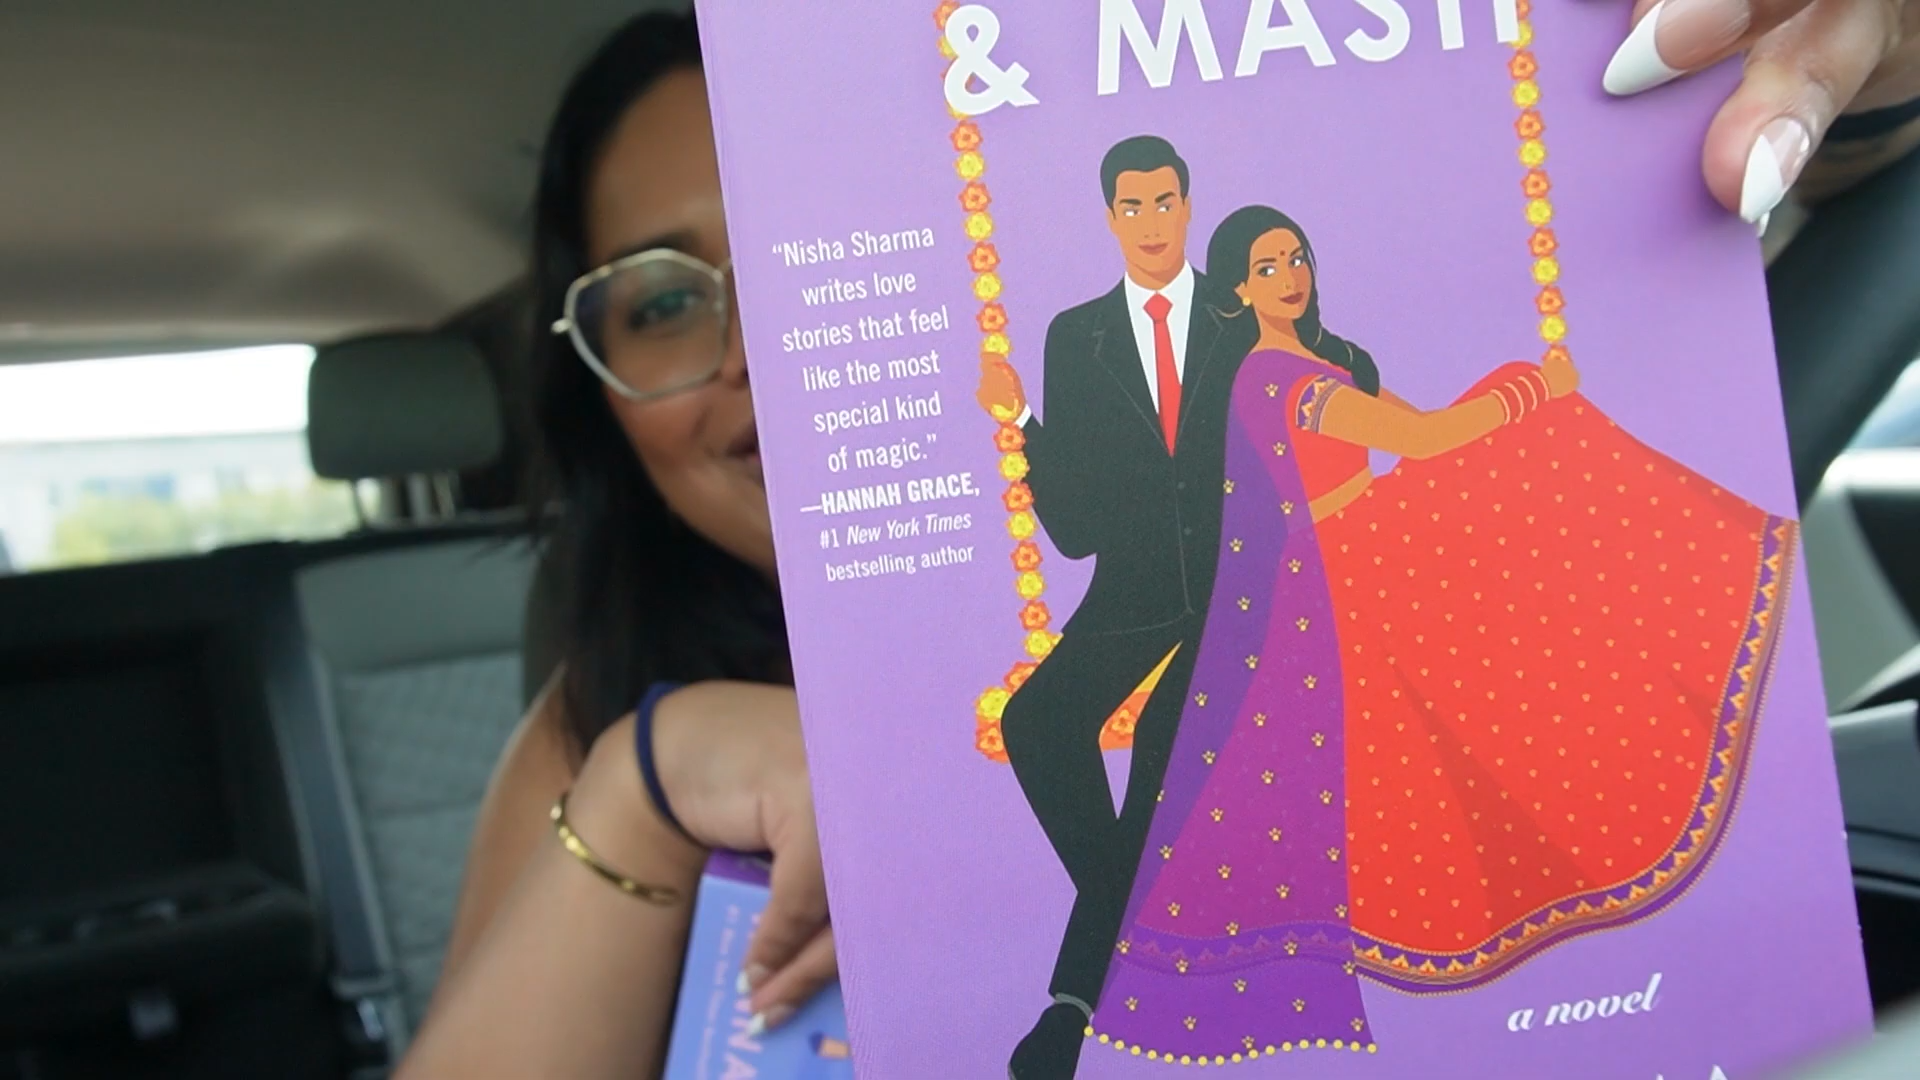 & MASTI
“Nisha Sharma
writes love
stories that feel
like the most
special kind
of magic.”
—HANNAH GRACE,
#1 New York Times
bestselling author
a novel